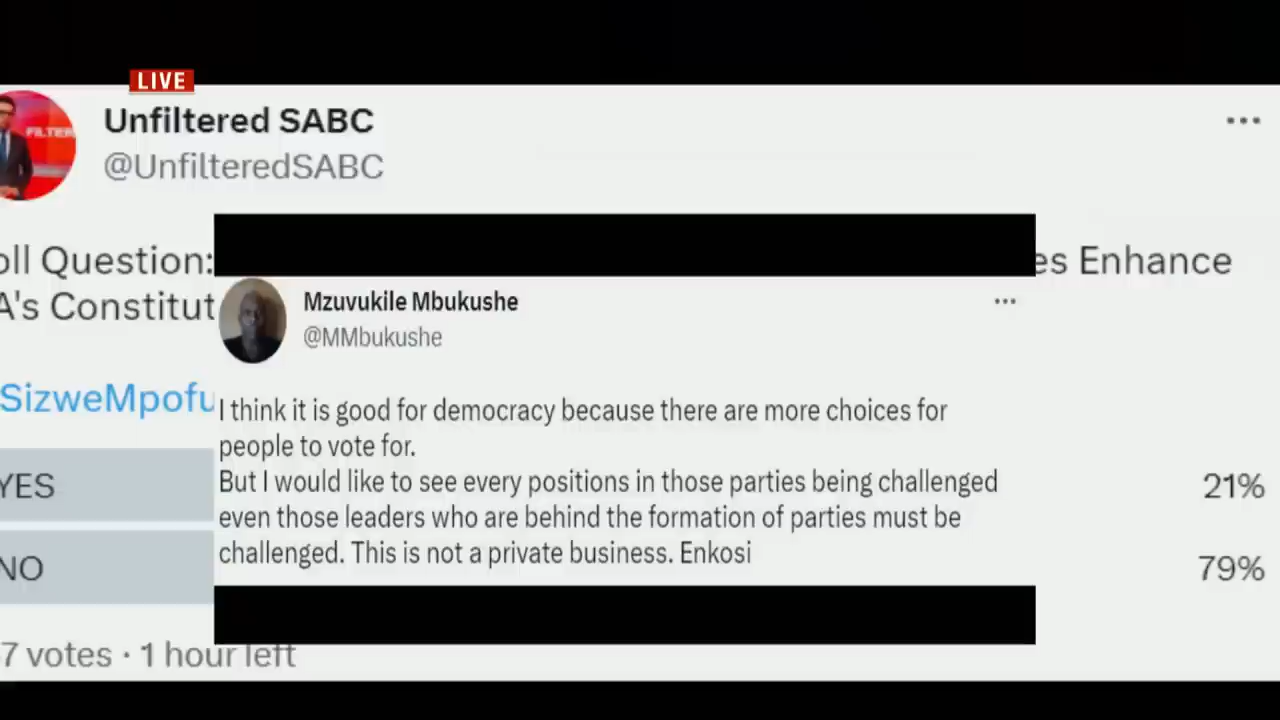 LIVE
Unfiltered SABC
@UnfilteredSABC
Question:
Enhance
Mzuvukile Mbukushe
@MMbukushe
SizweMpofu
I think it is good for democracy because there are more choices for
people to vote for.
But I would like to see every positions in those parties being challenged
even those leaders who are behind the formation of parties must be
challenged. This is not a private business. Enkosi
YES 21%
NO 79%
7 votes · 1 hour left